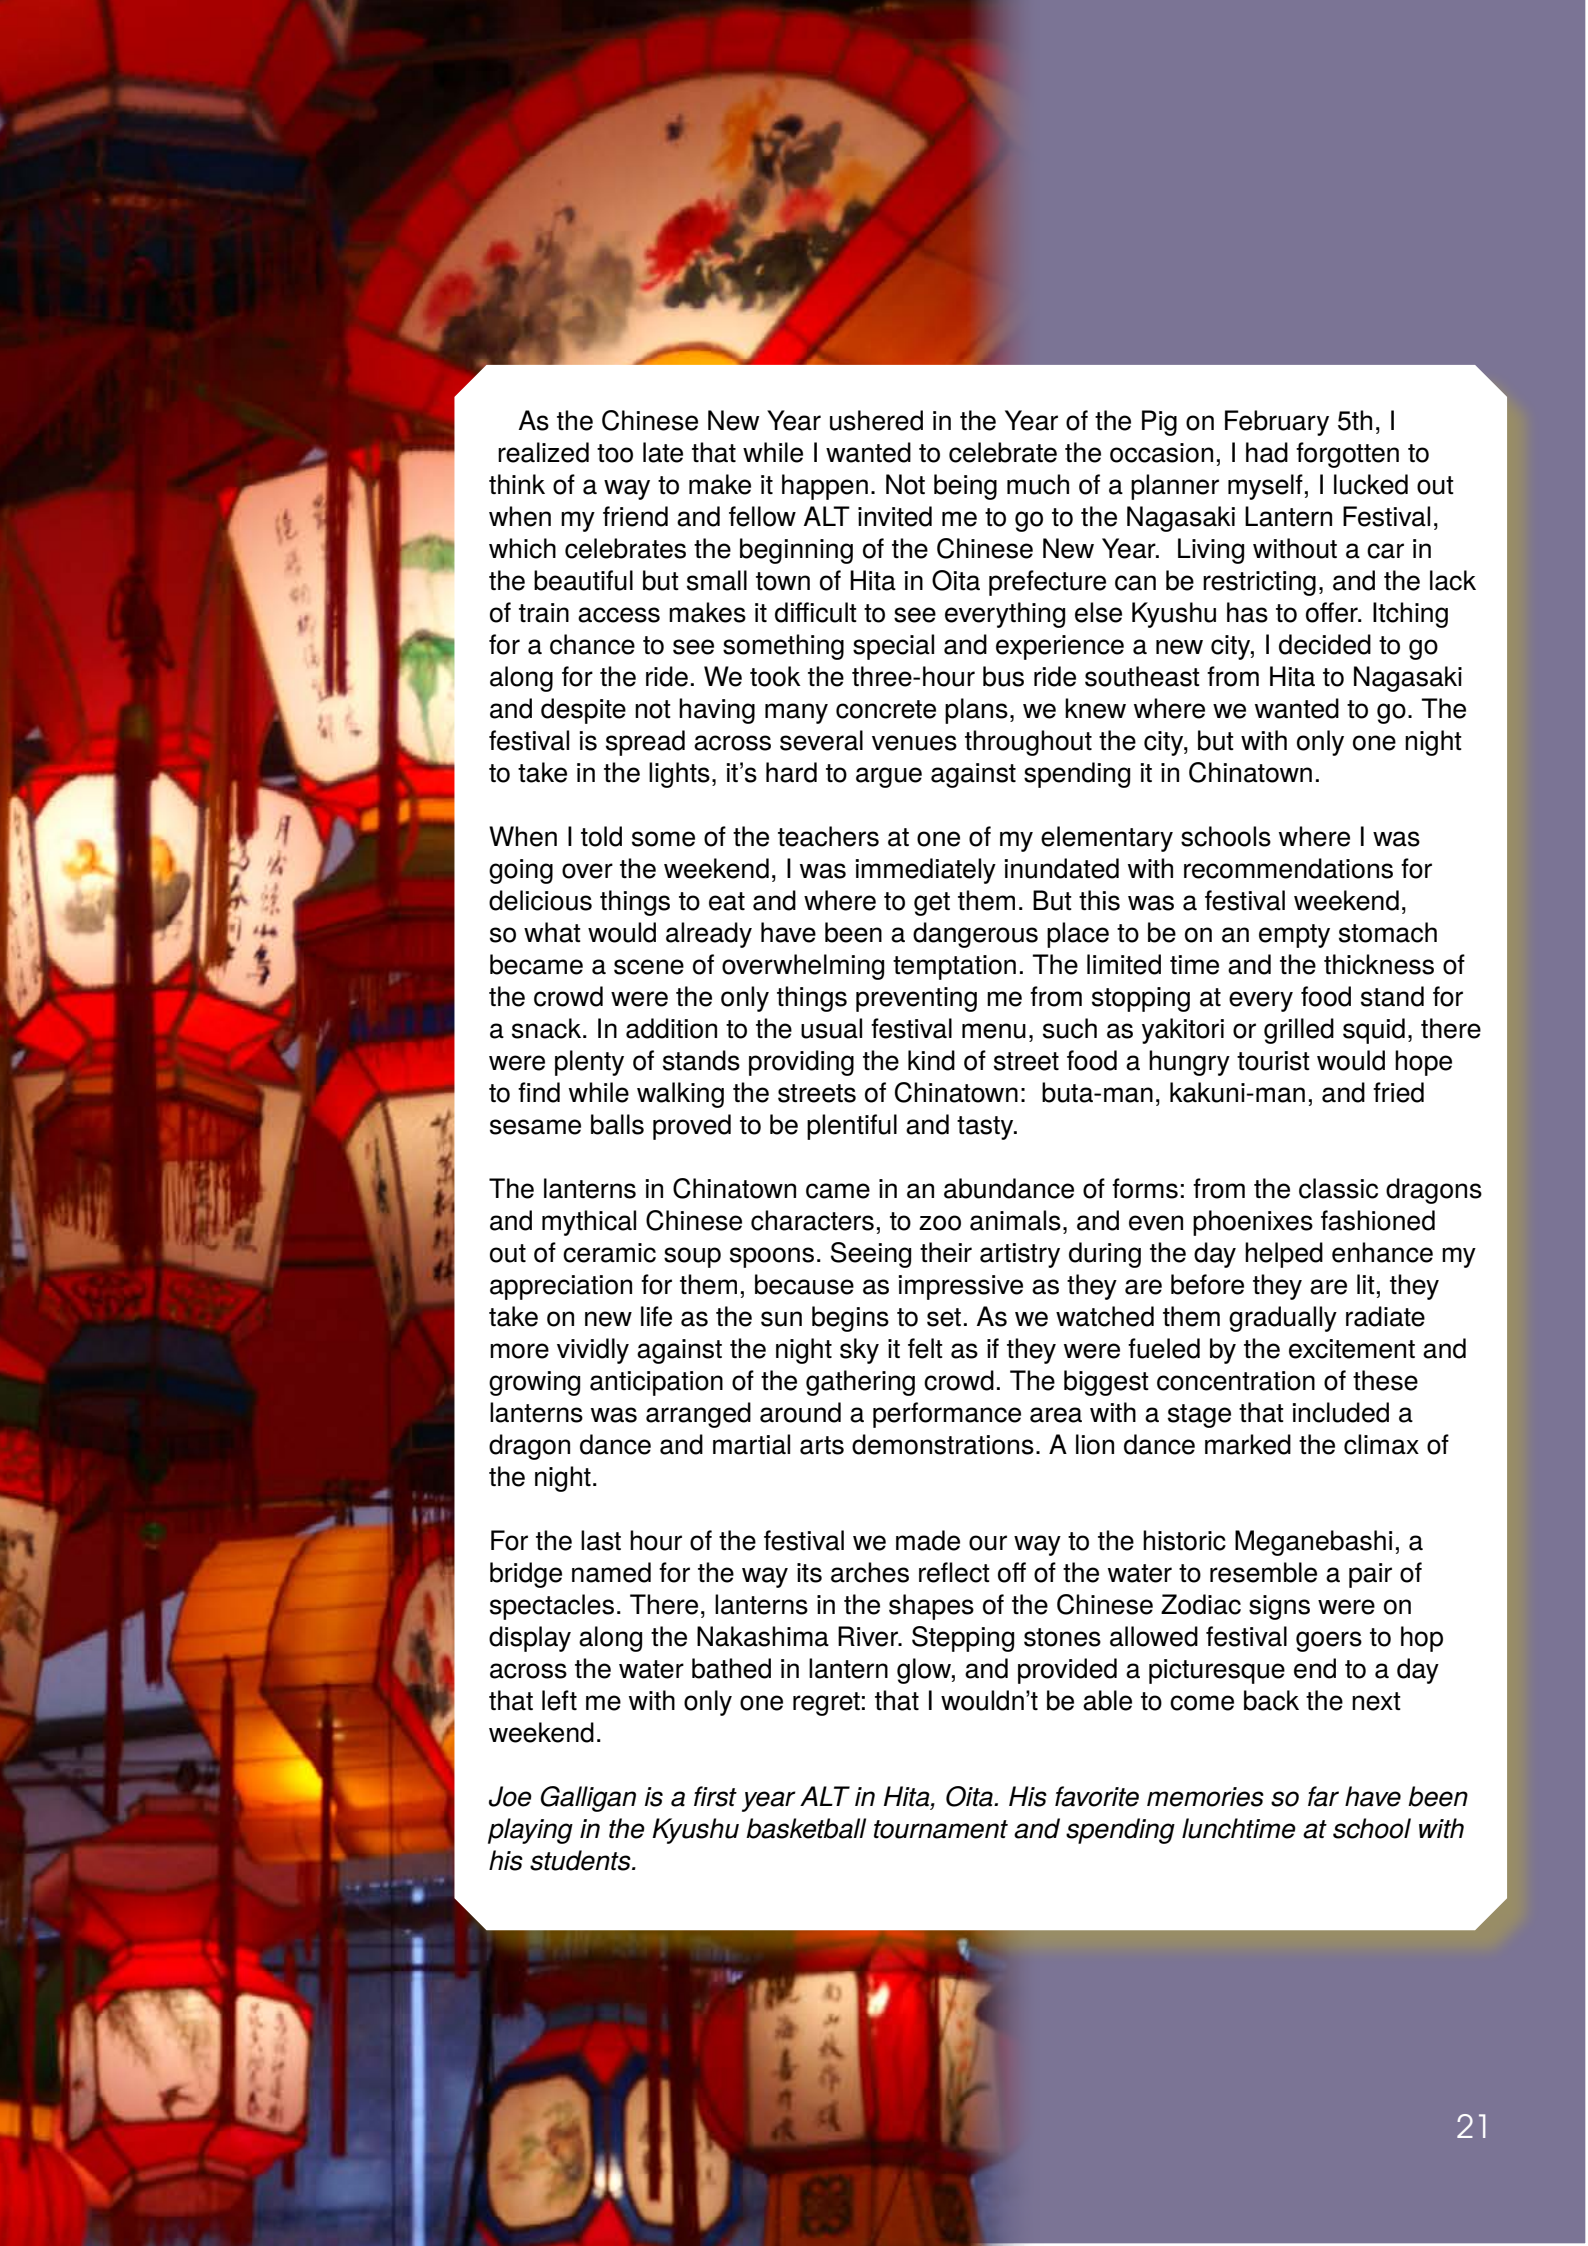 As the Chinese New Year ushered in the Year of the Pig on February 5th, I
realized too late that while I wanted to celebrate the occasion, I had forgotten to
think of a way to make it happen. Not being much of a planner myself, I lucked out
when my friend and fellow ALT invited me to go to the Nagasaki Lantern Festival,
which celebrates the beginning of the Chinese New Year.  Living without a car in
the beautiful but small town of Hita in Oita prefecture can be restricting, and the lack
of train access makes it difficult to see everything else Kyushu has to offer. Itching
for a chance to see something special and experience a new city, I decided to go
along for the ride. We took the three-hour bus ride southeast from Hita to Nagasaki
and despite not having many concrete plans, we knew where we wanted to go. The
festival is spread across several venues throughout the city, but with only one night
to take in the lights, it’s hard to argue against spending it in Chinatown.

When I told some of the teachers at one of my elementary schools where I was
going over the weekend, I was immediately inundated with recommendations for
delicious things to eat and where to get them. But this was a festival weekend,
so what would already have been a dangerous place to be on an empty stomach
became a scene of overwhelming temptation. The limited time and the thickness of
the crowd were the only things preventing me from stopping at every food stand for
a snack. In addition to the usual festival menu, such as yakitori or grilled squid, there
were plenty of stands providing the kind of street food a hungry tourist would hope
to find while walking the streets of Chinatown:  buta-man, kakuni-man, and fried
sesame balls proved to be plentiful and tasty.

The lanterns in Chinatown came in an abundance of forms: from the classic dragons
and mythical Chinese characters, to zoo animals, and even phoenixes fashioned
out of ceramic soup spoons. Seeing their artistry during the day helped enhance my
appreciation for them, because as impressive as they are before they are lit, they
take on new life as the sun begins to set. As we watched them gradually radiate
more vividly against the night sky it felt as if they were fueled by the excitement and
growing anticipation of the gathering crowd. The biggest concentration of these
lanterns was arranged around a performance area with a stage that included a
dragon dance and martial arts demonstrations. A lion dance marked the climax of
the night.

For the last hour of the festival we made our way to the historic Meganebashi, a
bridge named for the way its arches reflect off of the water to resemble a pair of
spectacles. There, lanterns in the shapes of the Chinese Zodiac signs were on
display along the Nakashima River. Stepping stones allowed festival goers to hop
across the water bathed in lantern glow, and provided a picturesque end to a day
that left me with only one regret: that I wouldn’t be able to come back the next
weekend.

Joe Galligan is a first year ALT in Hita, Oita. His favorite memories so far have been
playing in the Kyushu basketball tournament and spending lunchtime at school with
his students.
21